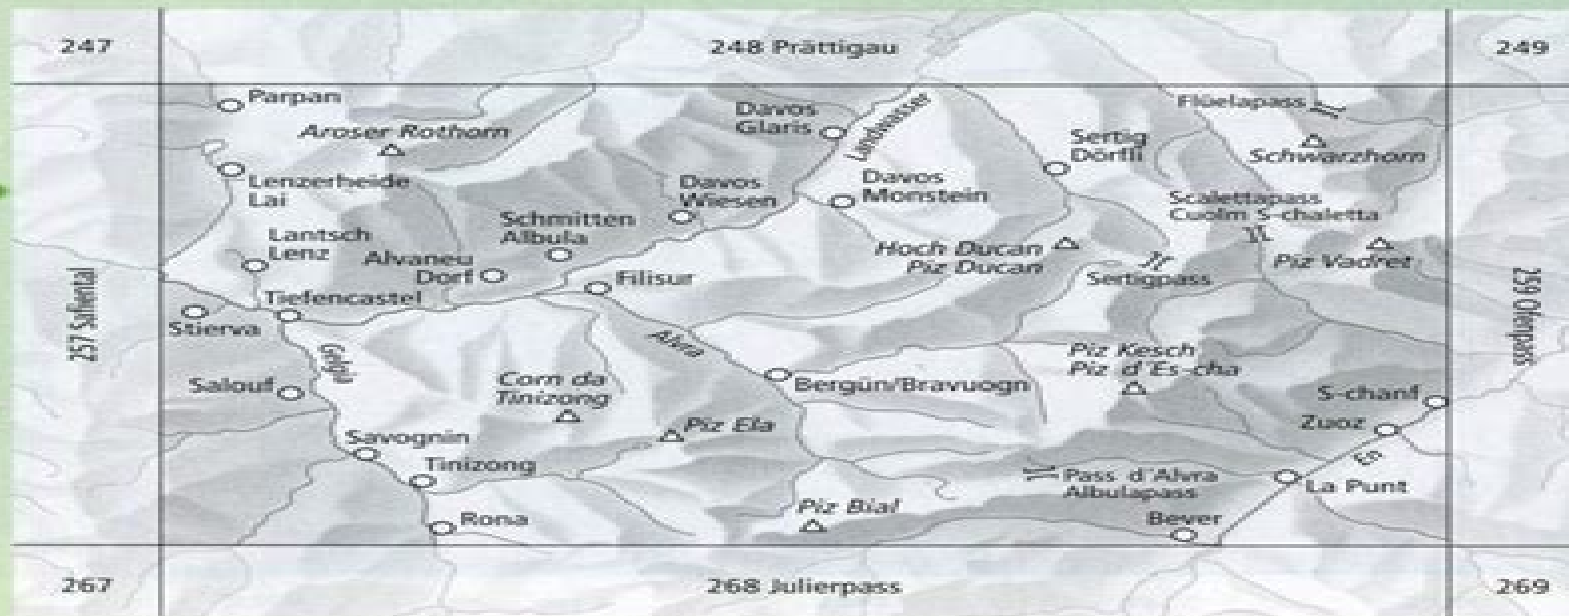 247
248 Prättigau
249
Parpan
Aroser Rothorn
Davos
Glaris
Landwasser
Sertig
Dörfli
Flüelapass
Schwarzhorn
Lenzerheide
Lai
Davos
Wiesen
Davos
Monstein
Scalettapass
Cuolm S-chaletta
Schmitten
Albula
Lantsch
Lenz
Alvaneu
Dorf
Hoch Ducan
Piz Ducan
Sertigpass
Piz Vadret
Filisur
Tiefencastel
257 Safiental
259 Ofenpass
Stierva
Gelgia
Alvra
Piz Kesch
Piz d'Es-cha
Salouf
Corn da
Tinizong
Bergün/Bravuogn
S-chanf
Zuoz
Piz Ela
Savognin
Tinizong
En
Pass d'Alvra
Albulapass
La Punt
Piz Bial
Rona
Bever
267
268 Julierpass
269